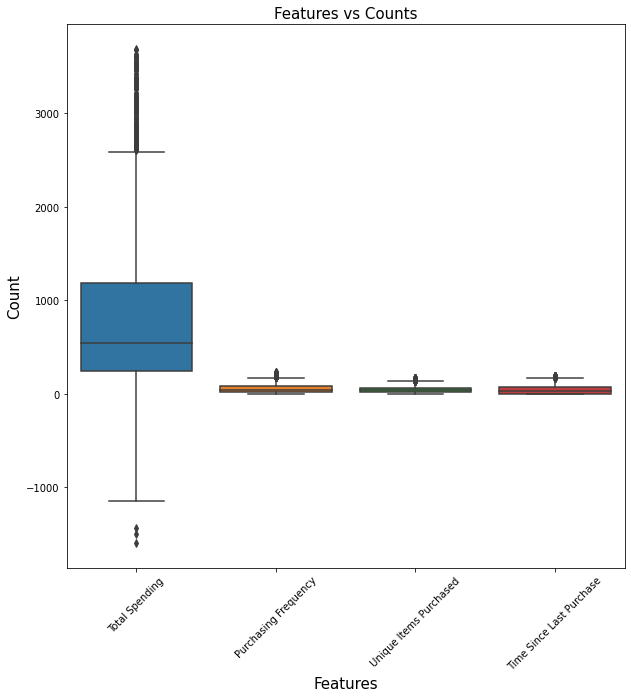 Features vs Counts
Count
3000
2000
1000
0
−1000
Total Spending
Purchasing Frequency
Unique Items Purchased
Time Since Last Purchase
Features